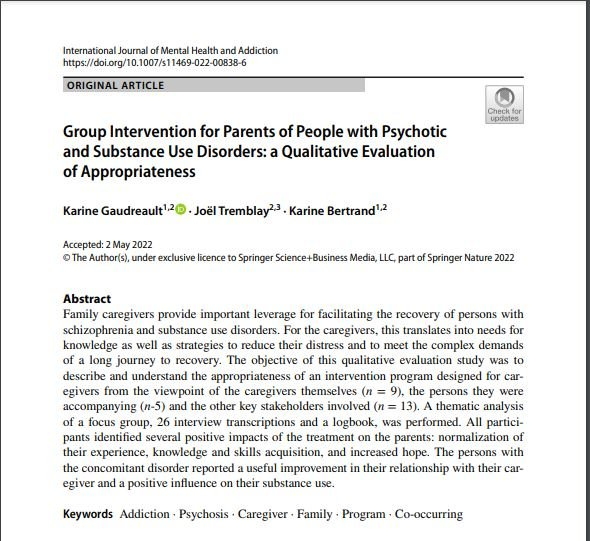 International Journal of Mental Health and Addiction
https://doi.org/10.1007/s11469-022-00838-6
ORIGINAL ARTICLE
Check for
updates
Group Intervention for Parents of People with Psychotic
and Substance Use Disorders: a Qualitative Evaluation
of Appropriateness
Karine Gaudreault1,2 · Joël Tremblay2,3 · Karine Bertrand1,2
Accepted: 2 May 2022
© The Author(s), under exclusive licence to Springer Science+Business Media, LLC, part of Springer Nature 2022
Abstract
Family caregivers provide important leverage for facilitating the recovery of persons with
schizophrenia and substance use disorders. For the caregivers, this translates into needs for
knowledge as well as strategies to reduce their distress and to meet the complex demands
of a long journey to recovery. The objective of this qualitative evaluation study was to
describe and understand the appropriateness of an intervention program designed for car-
egivers from the viewpoint of the caregivers themselves (n = 9), the persons they were
accompanying (n-5) and the other key stakeholders involved (n = 13). A thematic analysis
of a focus group, 26 interview transcriptions and a logbook, was performed. All partici-
pants identified several positive impacts of the treatment on the parents: normalization of
their experience, knowledge and skills acquisition, and increased hope. The persons with
the concomitant disorder reported a useful improvement in their relationship with their car-
egiver and a positive influence on their substance use.
Keywords Addiction · Psychosis · Caregiver · Family · Program · Co-occurring